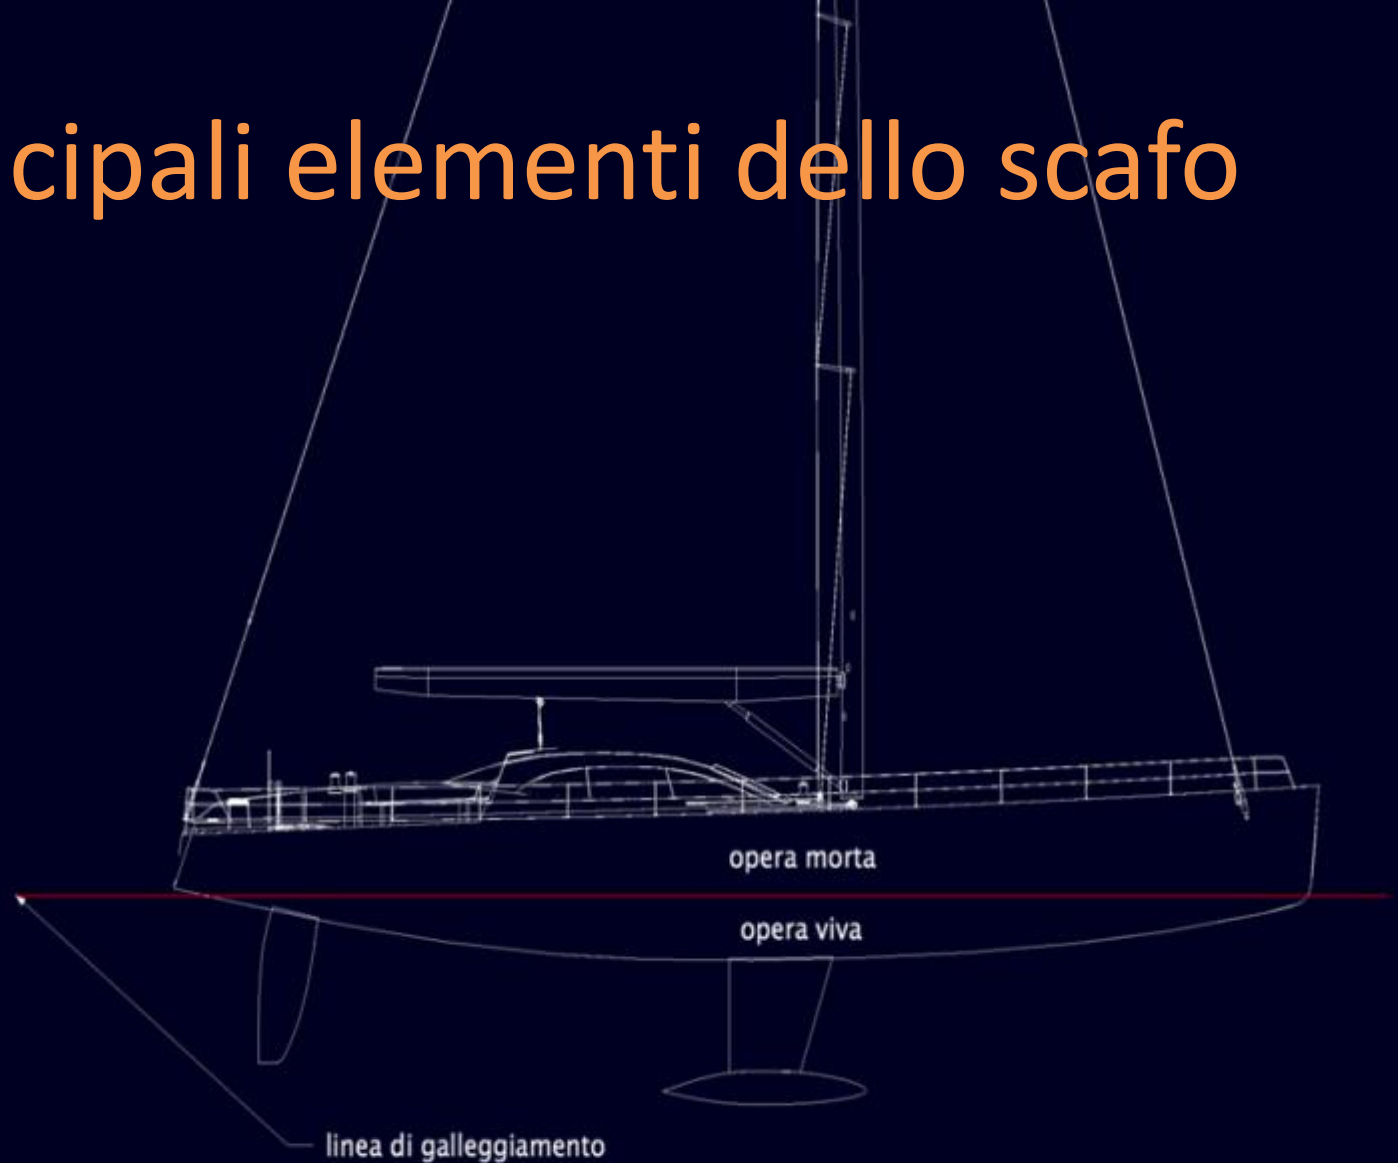 cipali elementi dello scafo
opera morta
opera viva
linea di galleggiamento